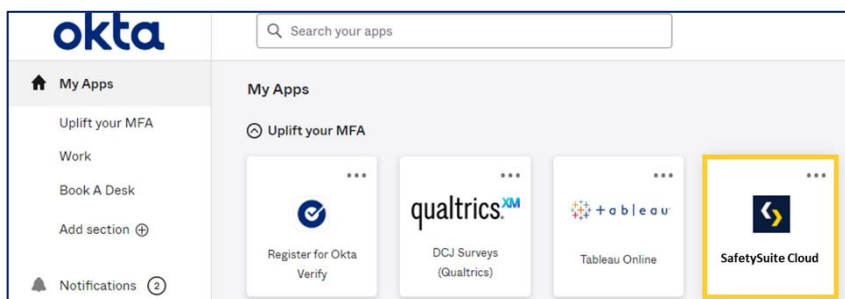 okta
Search your apps
My Apps
Uplift your MFA
Work
Book A Desk
Add section
Notifications 2
My Apps
Uplift your MFA
Register for Okta
Verify
qualtrics.XM
DCJ Surveys
(Qualtrics)
+ableau
Tableau Online
SafetySuite Cloud